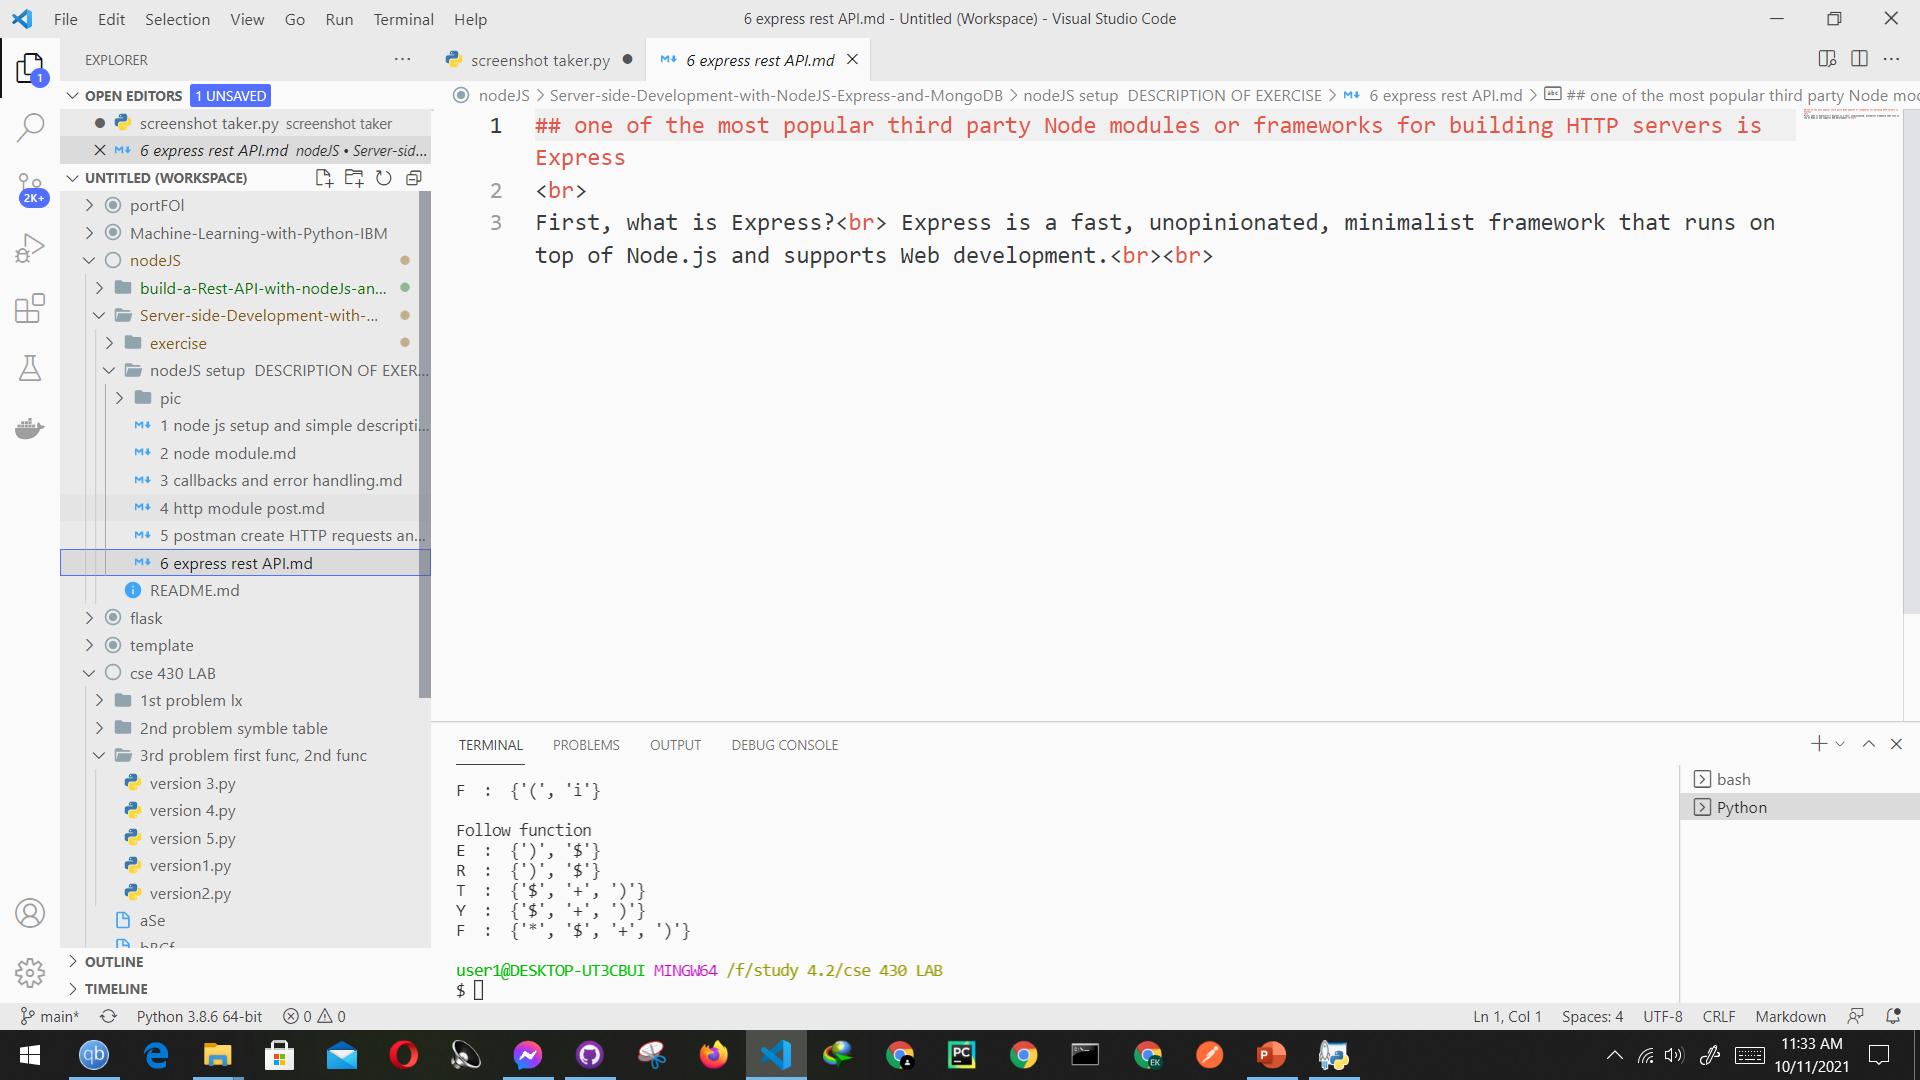 File Edit Selection View Go Run Terminal Help
6 express rest API.md - Untitled (Workspace) - Visual Studio Code
EXPLORER
1
OPEN EDITORS 1 UNSAVED
screenshot taker.py screenshot taker
6 express rest API.md nodeJS • Server-sid...
UNTITLED (WORKSPACE)
2K+
portFOl
Machine-Learning-with-Python-IBM
nodeJS
build-a-Rest-API-with-nodeJs-an...
Server-side-Development-with-...
exercise
nodeJS setup DESCRIPTION OF EXER...
pic
1 node js setup and simple descripti...
2 node module.md
3 callbacks and error handling.md
4 http module post.md
5 postman create HTTP requests an...
6 express rest API.md
README.md
flask
template
cse 430 LAB
1st problem lx
2nd problem symble table
3rd problem first func, 2nd func
version 3.py
version 4.py
version 5.py
version1.py
version2.py
aSe
OUTLINE
TIMELINE
screenshot taker.py
6 express rest API.md
nodeJS > Server-side-Development-with-NodeJS-Express-and-MongoDB > nodeJS setup DESCRIPTION OF EXERCISE > 6 express rest API.md > ## one of the most popular third party Node mo
1 ## one of the most popular third party Node modules or frameworks for building HTTP servers is
Express
2 <br>
3 First, what is Express?<br> Express is a fast, unopinionated, minimalist framework that runs on
top of Node.js and supports Web development.<br><br>
TERMINAL PROBLEMS OUTPUT DEBUG CONSOLE
F : {'(', 'i'}
Follow function
E : {')', '$'}
R : {')', '$'}
T : {'$', '+', ')'}
Y : {'$', '+', ')'}
F : {'*', '$', '+', ')'}
user1@DESKTOP-UT3CBUI MINGW64 /f/study 4.2/cse 430 LAB
$
bash
Python
main* Python 3.8.6 64-bit 0 0
Ln 1, Col 1 Spaces: 4 UTF-8 CRLF Markdown
qb
PC
EK
11:33 AM
10/11/2021